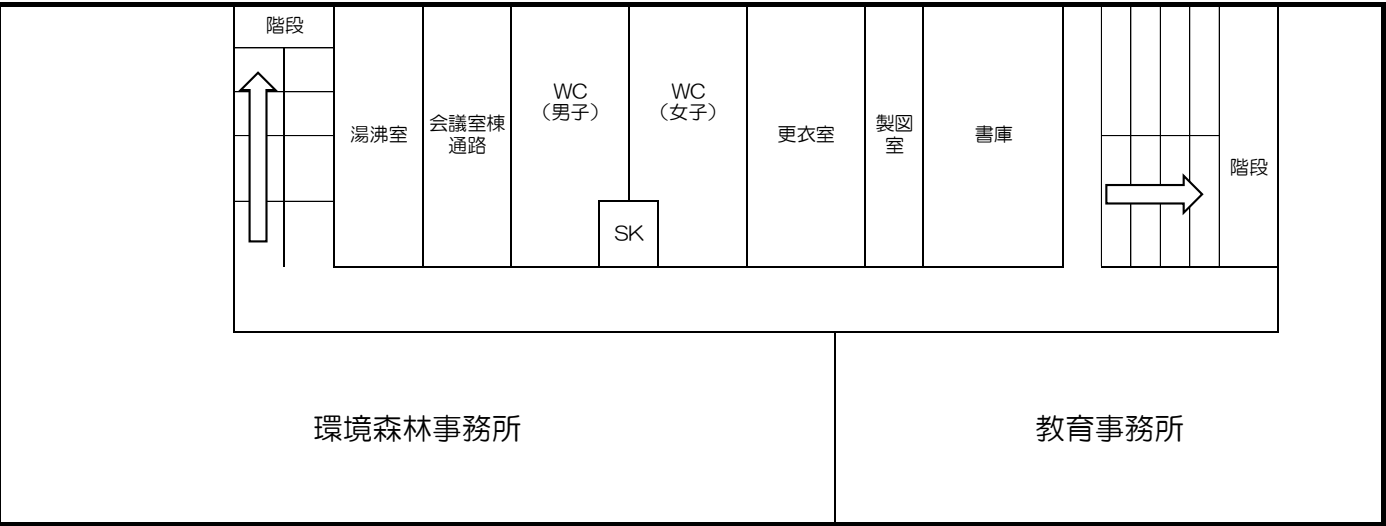 階段
湯沸室
会議室棟
通路
WC
（男子）
WC
（女子）
SK
更衣室
製図
室
書庫
階段
環境森林事務所
教育事務所